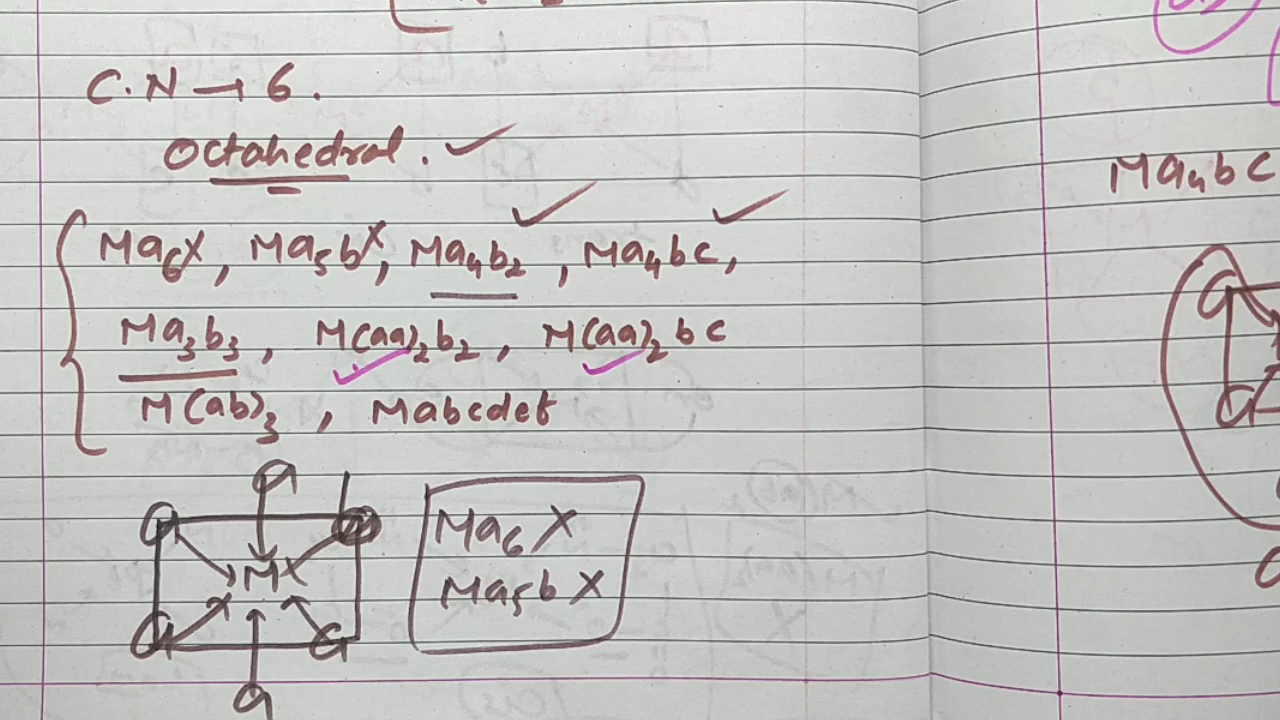 C.N → 6.
Octahedral. ✓
Ma₆ X, Ma₅b X, Ma₄b₂ ✓, Ma₄bc ✓,
Ma₃b₃, M(aa)₂b₂ ✓, M(aa)₂bc ✓
M(ab)₃, Mabcdef
a
a b
M
a a
a
Ma₆ X
Ma₅b X
Ma₄bc
a
a